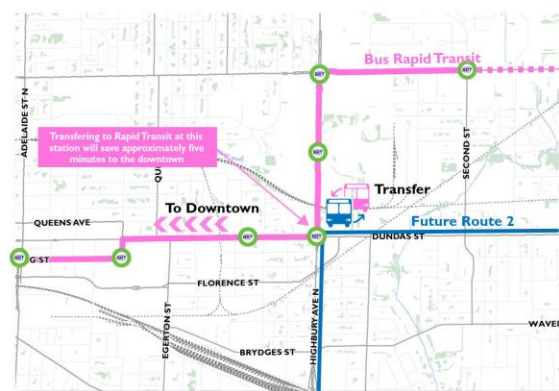 Bus Rapid Transit
ADELAIDE ST N
Transfering to Rapid Transit at this
station will save approximately five
minutes to the downtown
SECOND ST
Transfer
To Downtown
QUEENS AVE
Future Route 2
DUNDAS ST
G ST
FLORENCE ST
EGERTON ST
HIGHBURY AVE N
BRYDGES ST
WAVE